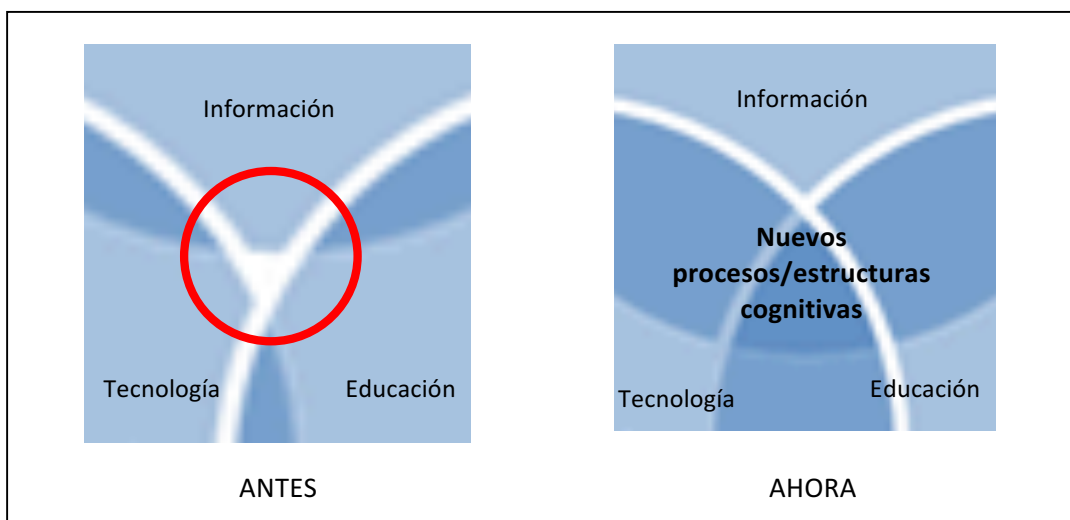 Información
Tecnología
Educación
ANTES
Información
Nuevos
procesos/estructuras
cognitivas
Tecnología
Educación
AHORA